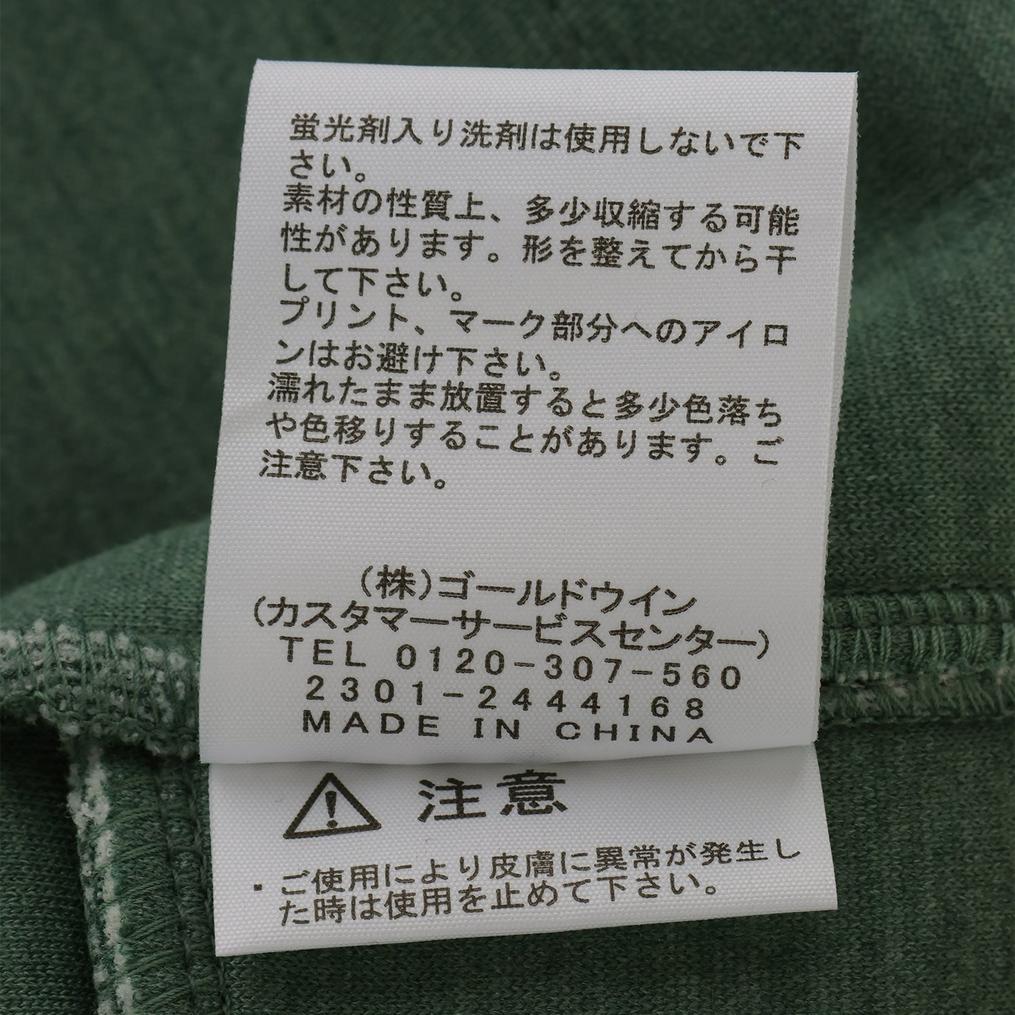 蛍光剤入り洗剤は使用しないで下
さい。
素材の性質上、多少収縮する可能
性があります。形を整えてから干
して下さい。
プリント、マーク部分へのアイロ
ンはお避け下さい。
濡れたまま放置すると多少色落ち
や色移りすることがあります。ご
注意下さい。
(株)ゴールドウイン
(カスタマーサービスセンター)
TEL 0120-307-560
2301-2444168
MADE IN CHINA
注意
・ご使用により皮膚に異常が発生し
た時は使用を止めて下さい。